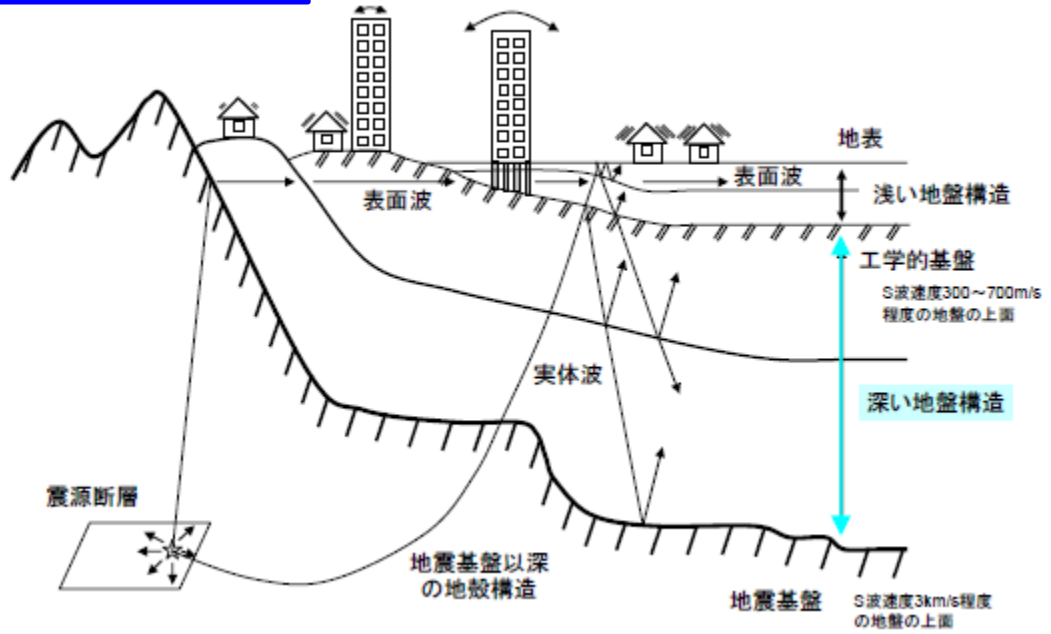 地表
表面波
表面波
浅い地盤構造
工学的基盤
S波速度300～700m/s
程度の地盤の上面
実体波
深い地盤構造
震源断層
地震基盤以深
の地殻構造
地震基盤
S波速度3km/s程度
の地盤の上面